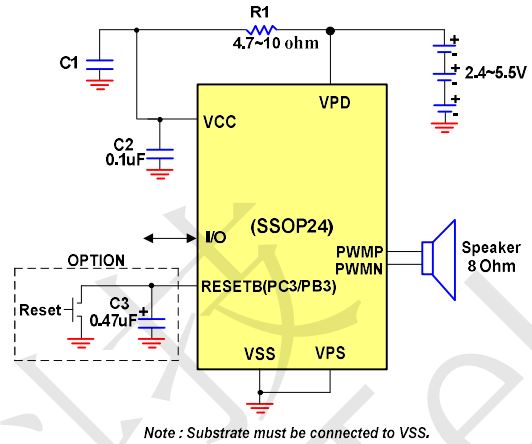 R1
4.7~10 ohm
C1
2.4~5.5V
VPD
VCC
C2
0.1uF
(SSOP24)
I/O
PWMP
PWMN
Speaker
8 Ohm
OPTION
RESETB(PC3/PB3)
Reset
C3
0.47uF
VSS
VPS
Note : Substrate must be connected to VSS.